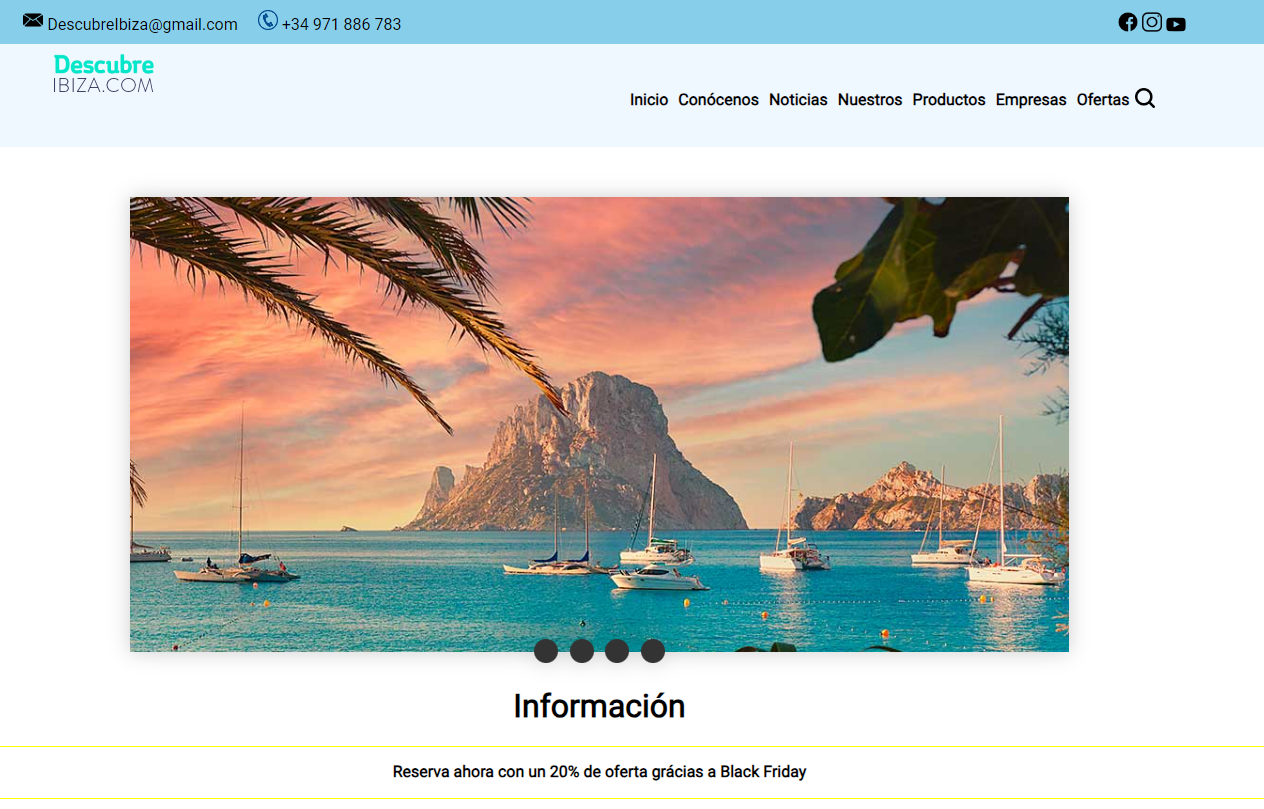 DescubreIbiza@gmail.com +34 971 886 783
Descubre
IBIZA.COM
Inicio Conócenos Noticias Nuestros Productos Empresas Ofertas
Información
Reserva ahora con un 20% de oferta grácias a Black Friday